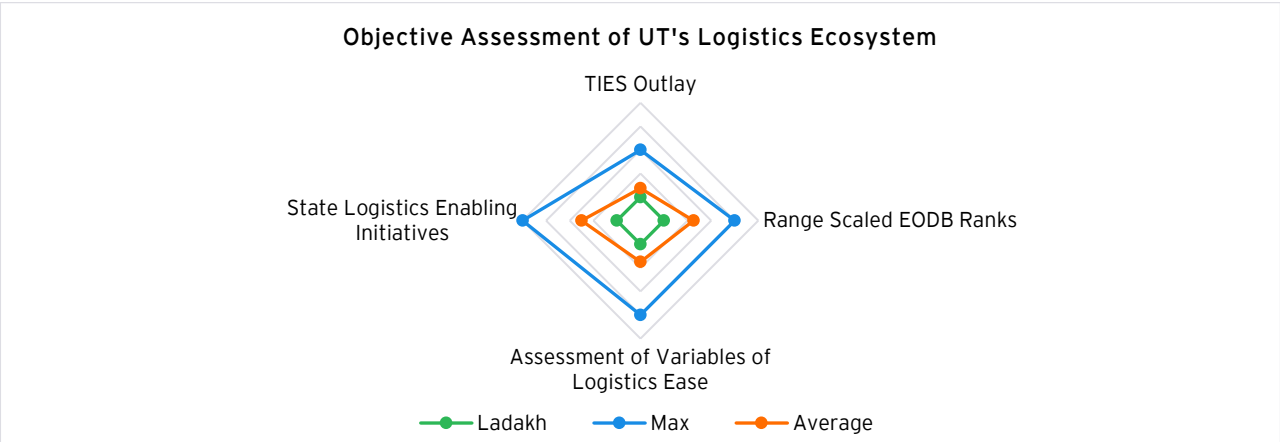 Objective Assessment of UT's Logistics Ecosystem
TIES Outlay
State Logistics Enabling
Initiatives
Range Scaled EODB Ranks
Assessment of Variables of
Logistics Ease
Ladakh
Max
Average